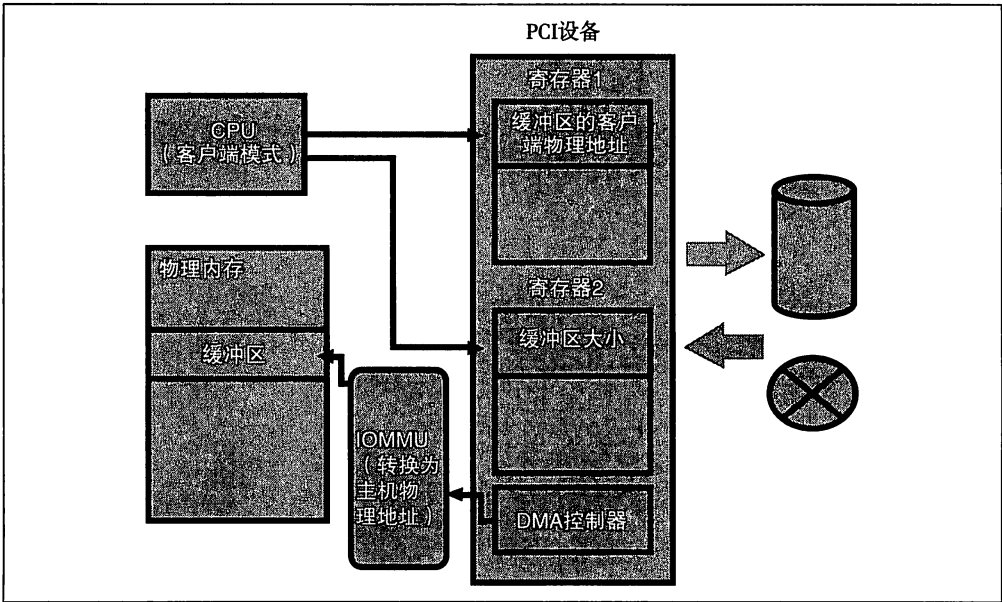 PCI设备
寄存器1
缓冲区的客户
端物理地址
CPU
（客户端模式）
物理内存
缓冲区
寄存器2
缓冲区大小
IOMMU
（转换为
主机物
理地址）
DMA控制器